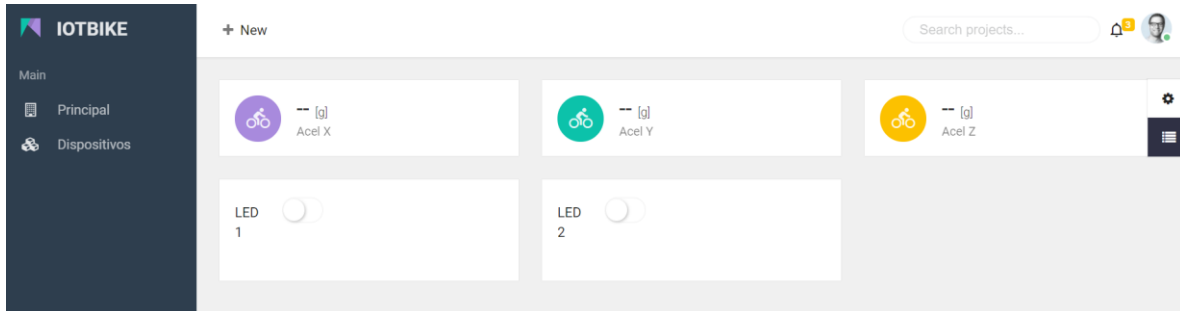 IOTBIKE
+ New
Search projects...
3
Main
Principal
Dispositivos
-- [g]
Acel X
-- [g]
Acel Y
-- [g]
Acel Z
LED
1
LED
2